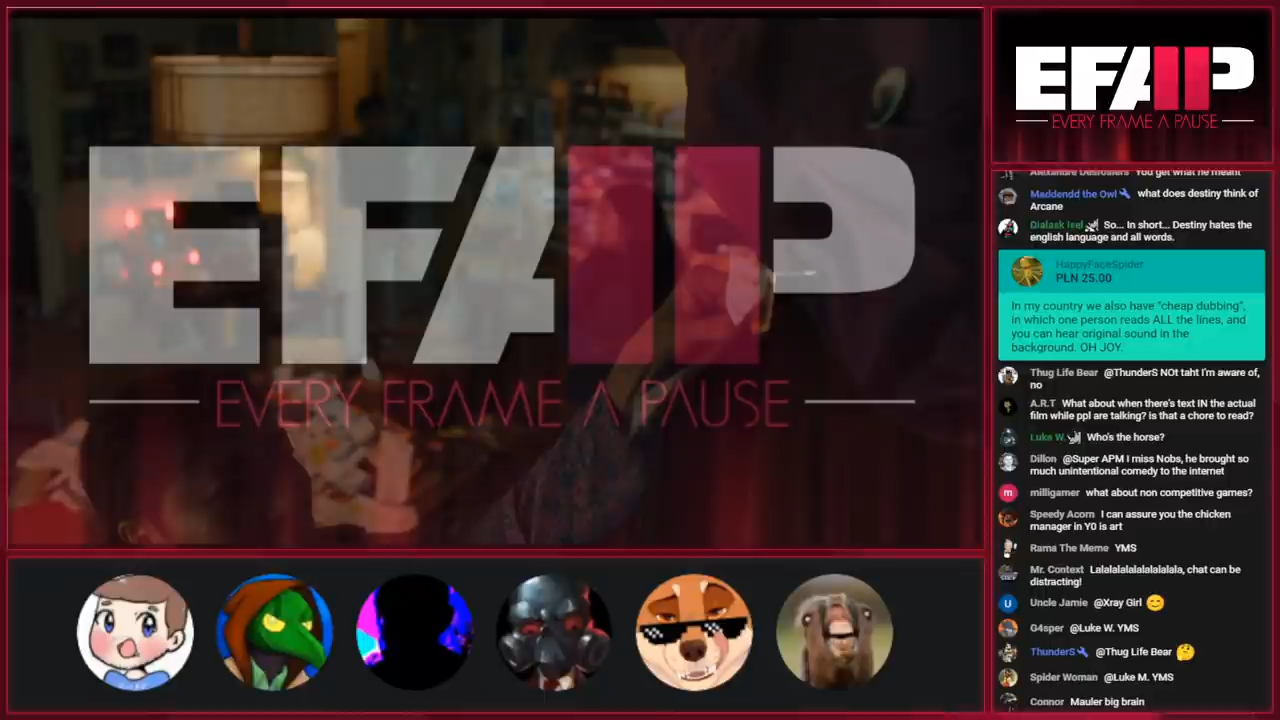 EFAP
EVERY FRAME A PAUSE
EFAP
EVERY FRAME A PAUSE
Alexandre Desrosiers You get what he meant
Maddendd the Owl what does destiny think of
Arcane
Dialask Ieel So... In short... Destiny hates the
english language and all words.
HappyFaceSpider
PLN 25.00
In my country we also have "cheap dubbing",
in which one person reads ALL the lines, and
you can hear original sound in the
background. OH JOY.
Thug Life Bear @ThunderS NOt taht I'm aware of,
no
A.R.T What about when there's text IN the actual
film while ppl are talking? is that a chore to read?
Luke W. Who's the horse?
Dillon @Super APM I miss Nobs, he brought so
much unintentional comedy to the internet
m milligamer what about non competitive games?
Speedy Acorn I can assure you the chicken
manager in Y0 is art
Rama The Meme YMS
Mr. Context Lalalalalalalalalala, chat can be
distracting!
U Uncle Jamie @Xray Girl 😊
G4sper @Luke W. YMS
ThunderS @Thug Life Bear 🤔
Spider Woman @Luke M. YMS
Connor Mauler big brain